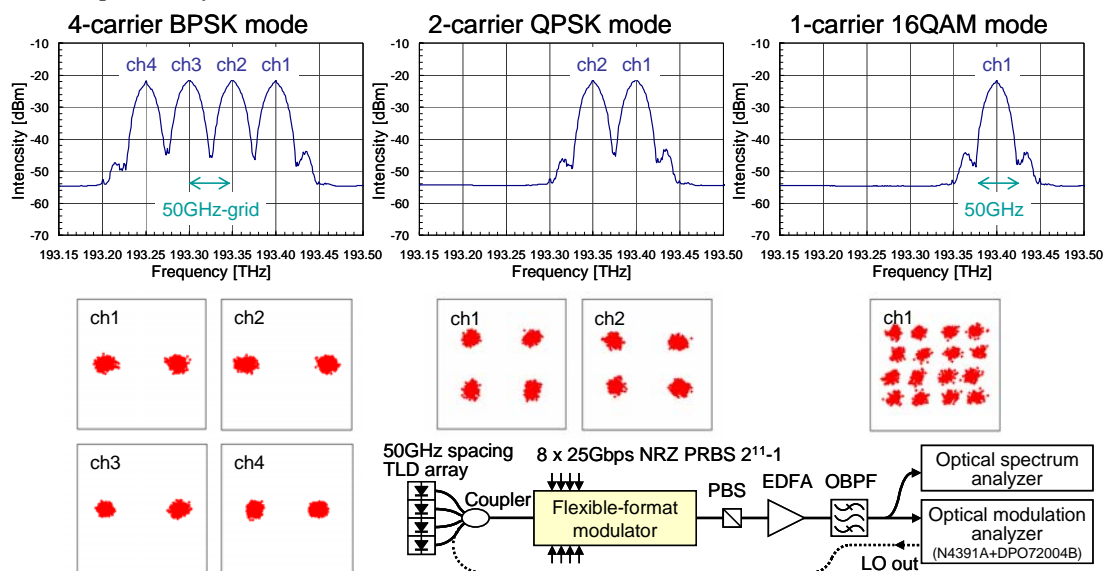 4-carrier BPSK mode
-10
-20
-30
-40
-50
-60
-70
Intencsity [dBm]
ch4 ch3 ch2 ch1
50GHz-grid
193.15 193.20 193.25 193.30 193.35 193.40 193.45 193.50
Frequency [THz]
2-carrier QPSK mode
-10
-20
-30
-40
-50
-60
-70
Intencsity [dBm]
ch2 ch1
193.15 193.20 193.25 193.30 193.35 193.40 193.45 193.50
Frequency [THz]
1-carrier 16QAM mode
-10
-20
-30
-40
-50
-60
-70
Intencsity [dBm]
ch1
50GHz
193.15 193.20 193.25 193.30 193.35 193.40 193.45 193.50
Frequency [THz]
ch1
ch2
ch1
ch2
ch1
ch3
ch4
50GHz spacing
TLD array
Coupler
8 x 25Gbps NRZ PRBS 2¹¹-1
Flexible-format
modulator
PBS
EDFA
OBPF
Optical spectrum
analyzer
Optical modulation
analyzer
(N4391A+DPO72004B)
LO out